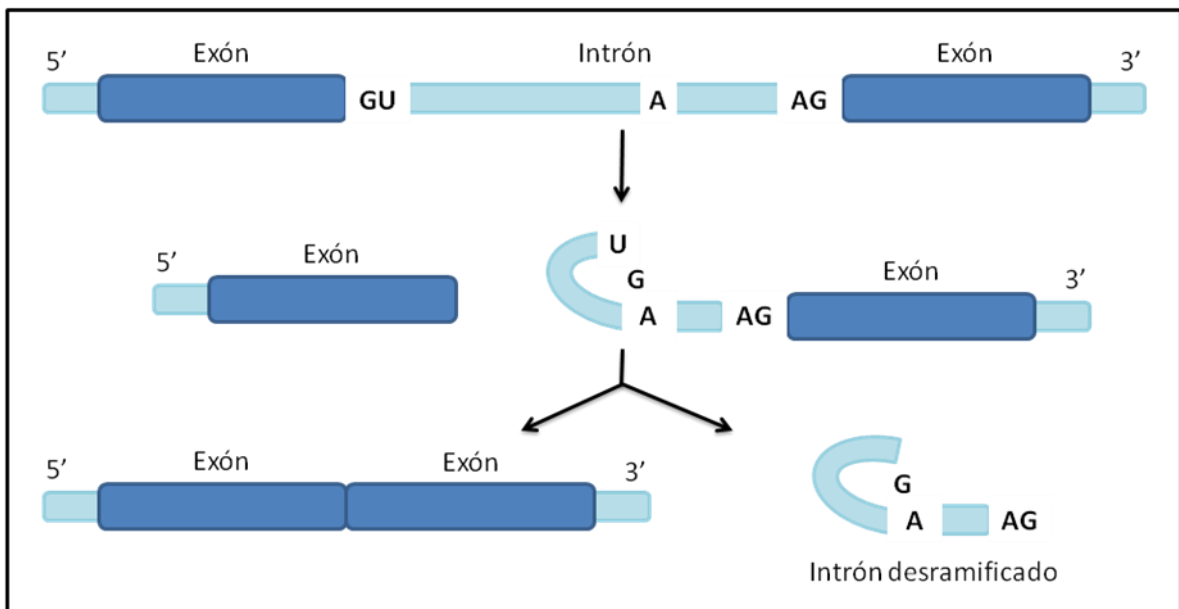 5’ Exón Intrón Exón 3’
GU A AG
5’ Exón
U
G
A AG
Exón 3’
5’ Exón Exón 3’
G
A AG
Intrón desramificado